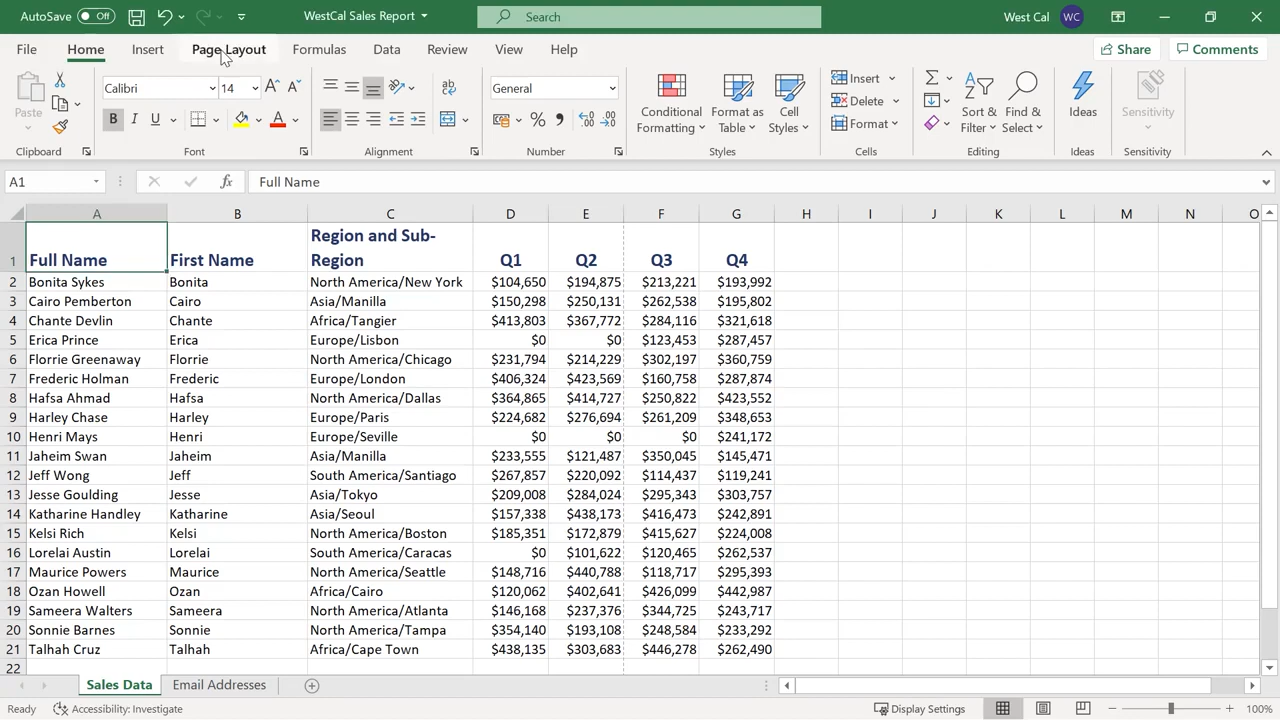 AutoSave Off WestCal Sales Report Search West Cal WC
File Home Insert Page Layout Formulas Data Review View Help Share Comments
Paste Calibri 14 A A ab General Conditional Formatting Format as Table Cell Styles Insert Delete Format Sort & Filter Find & Select Ideas Sensitivity
B I U A $ % 9 .00 .0
Clipboard Font Alignment Number Styles Cells Editing Ideas Sensitivity
A1 fx Full Name
A B C D E F G H I J K L M N O
1 Full Name First Name Region and Sub-
Region Q1 Q2 Q3 Q4
2 Bonita Sykes Bonita North America/New York $104,650 $194,875 $213,221 $193,992
3 Cairo Pemberton Cairo Asia/Manilla $150,298 $250,131 $262,538 $195,802
4 Chante Devlin Chante Africa/Tangier $413,803 $367,772 $284,116 $321,618
5 Erica Prince Erica Europe/Lisbon $0 $0 $123,453 $287,457
6 Florrie Greenaway Florrie North America/Chicago $231,794 $214,229 $302,197 $360,759
7 Frederic Holman Frederic Europe/London $406,324 $423,569 $160,758 $287,874
8 Hafsa Ahmad Hafsa North America/Dallas $364,865 $414,727 $250,822 $423,552
9 Harley Chase Harley Europe/Paris $224,682 $276,694 $261,209 $348,653
10 Henri Mays Henri Europe/Seville $0 $0 $0 $241,172
11 Jaheim Swan Jaheim Asia/Manilla $233,555 $121,487 $350,045 $145,471
12 Jeff Wong Jeff South America/Santiago $267,857 $220,092 $114,437 $119,241
13 Jesse Goulding Jesse Asia/Tokyo $209,008 $284,024 $295,343 $303,757
14 Katharine Handley Katharine Asia/Seoul $157,338 $438,173 $416,473 $242,891
15 Kelsi Rich Kelsi North America/Boston $185,351 $172,879 $415,627 $224,008
16 Lorelai Austin Lorelai South America/Caracas $0 $101,622 $120,465 $262,537
17 Maurice Powers Maurice North America/Seattle $148,716 $440,788 $118,717 $295,393
18 Ozan Howell Ozan Africa/Cairo $120,062 $402,641 $426,099 $442,987
19 Sameera Walters Sameera North America/Atlanta $146,168 $237,376 $344,725 $243,717
20 Sonnie Barnes Sonnie North America/Tampa $354,140 $193,108 $248,584 $233,292
21 Talhah Cruz Talhah Africa/Cape Town $438,135 $303,683 $446,278 $262,490
22
Sales Data Email Addresses
Ready Accessibility: Investigate Display Settings 100%